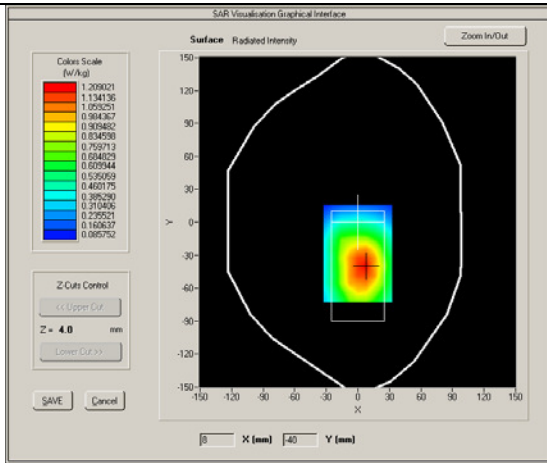 SAR Visualisation Graphical Interface
Surface Radiated Intensity
Zoom In/Out
Colors Scale
(W/kg)
1.209021
1.134136
1.059251
0.984367
0.909482
0.834598
0.759713
0.684829
0.609944
0.535059
0.460175
0.385290
0.310406
0.235521
0.160637
0.085752
150
120
90
60
30
0
-30
-60
-90
-120
-150
Y
-150 -120 -90 -60 -30 0 30 60 90 120 150
X
Z-Cuts Control
<< Upper Cut
Z = 4.0 mm
Lower Cut >>
SAVE Cancel
8 X (mm) -40 Y (mm)